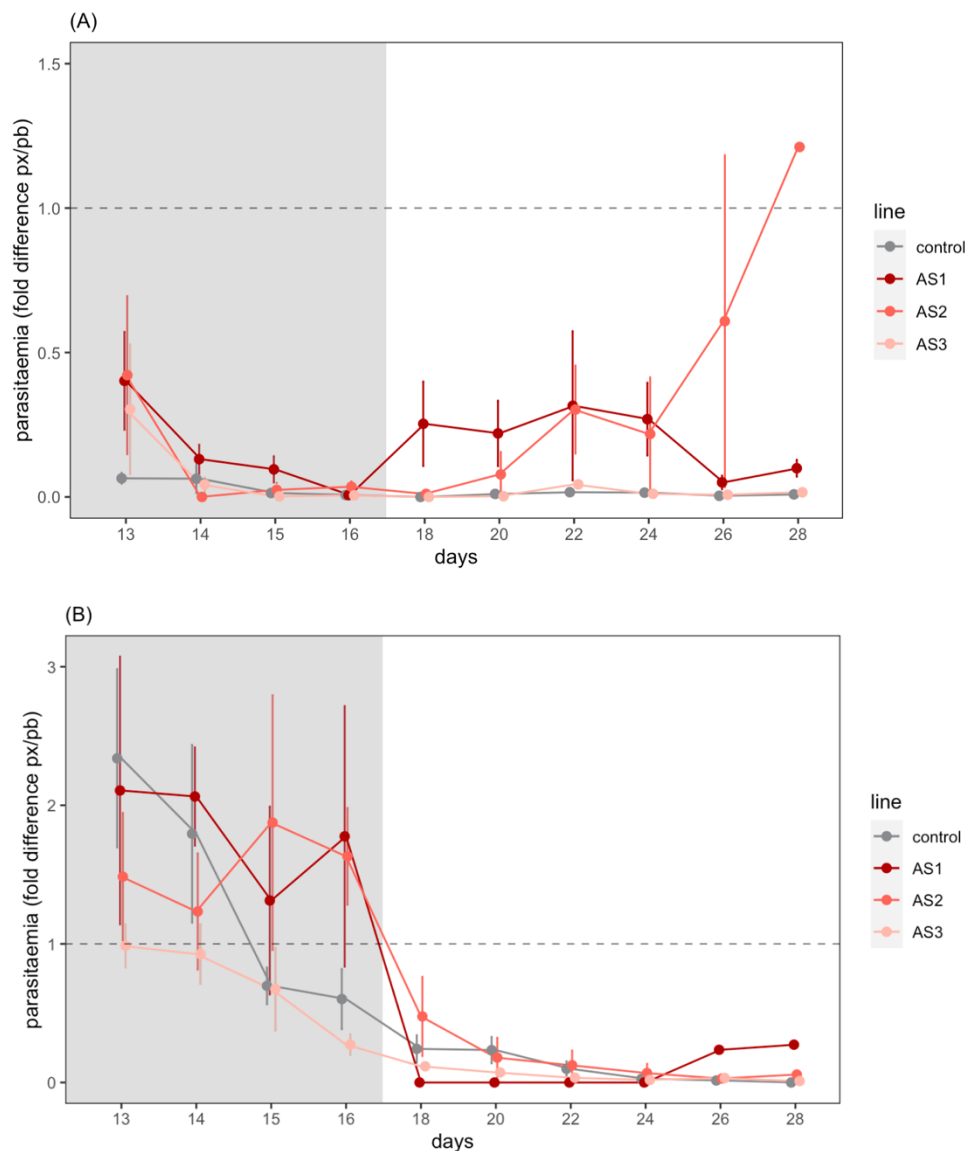 (A)
parasitaemia (fold difference px/pb)
1.5
1.0
0.5
0.0
13 14 15 16 18 20 22 24 26 28
days
line
control
AS1
AS2
AS3
(B)
parasitaemia (fold difference px/pb)
3
2
1
0
13 14 15 16 18 20 22 24 26 28
days
line
control
AS1
AS2
AS3